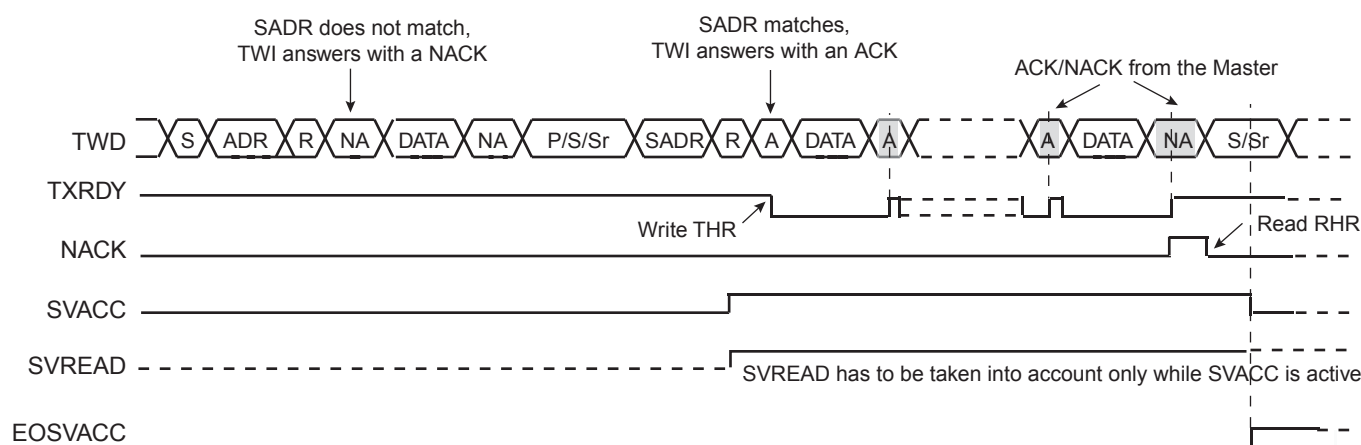 SADR does not match,
TWI answers with a NACK
SADR matches,
TWI answers with an ACK
ACK/NACK from the Master
TWD S ADR R NA DATA NA P/S/Sr SADR R A DATA A A DATA NA S/Sr
TXRDY
Write THR
Read RHR
NACK
SVACC
SVREAD
SVREAD has to be taken into account only while SVACC is active
EOSVACC